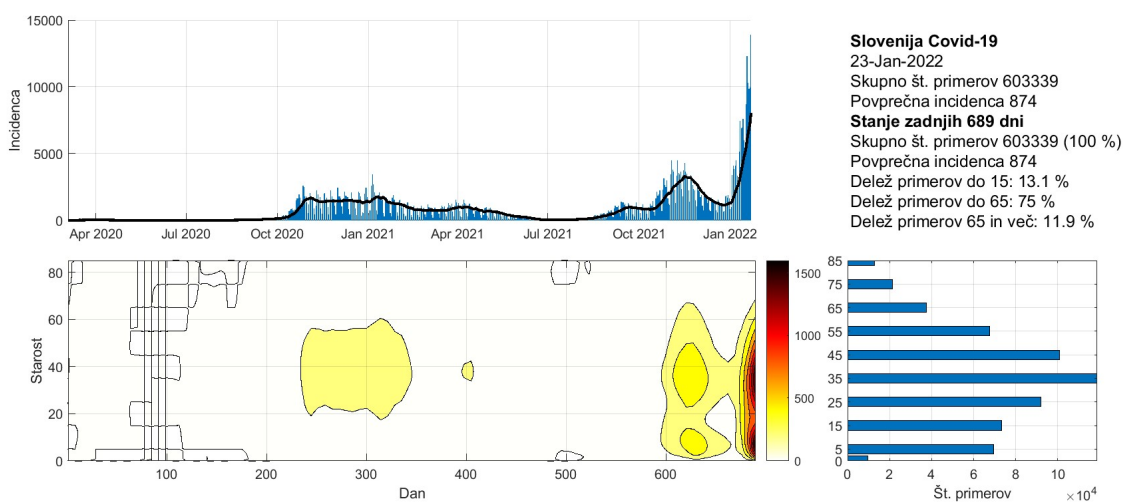 15000
10000
5000
0
Incidenca
Apr 2020 Jul 2020 Oct 2020 Jan 2021 Apr 2021 Jul 2021 Oct 2021 Jan 2022
Slovenija Covid-19
23-Jan-2022
Skupno št. primerov 603339
Povprečna incidenca 874
Stanje zadnjih 689 dni
Skupno št. primerov 603339 (100 %)
Povprečna incidenca 874
Delež primerov do 15: 13.1 %
Delež primerov do 65: 75 %
Delež primerov 65 in več: 11.9 %
80
60
40
20
0
Starost
100 200 300 400 500 600
Dan
1500
1000
500
0
85
75
65
55
45
35
25
15
5
0
0 2 4 6 8 10
Št. primerov
×10⁴